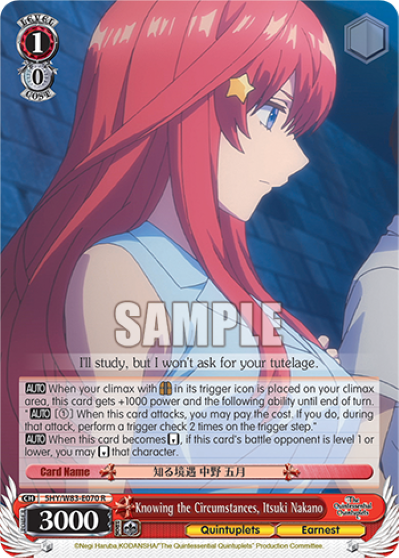 LEVEL
1
0
COST
SAMPLE
I'll study, but I won't ask for your tutelage.
AUTO When your climax with in its trigger icon is placed on your climax
area, this card gets +1000 power and the following ability until end of turn.
"AUTO [(1)] When this card attacks, you may pay the cost. If you do, during
that attack, perform a trigger check 2 times on the trigger step."
AUTO When this card becomes [ ], if this card's battle opponent is level 1 or
lower, you may [ ] that character.
Card Name 知る境遇 中野 五月
CH 5HY/W83-E070 R
Knowing the Circumstances, Itsuki Nakano
The Quintessential Quintuplets
3000
Quintuplets
Earnest
©Negi Haruba,KODANSHA/"The Quintessential Quintuplets" Production Committee